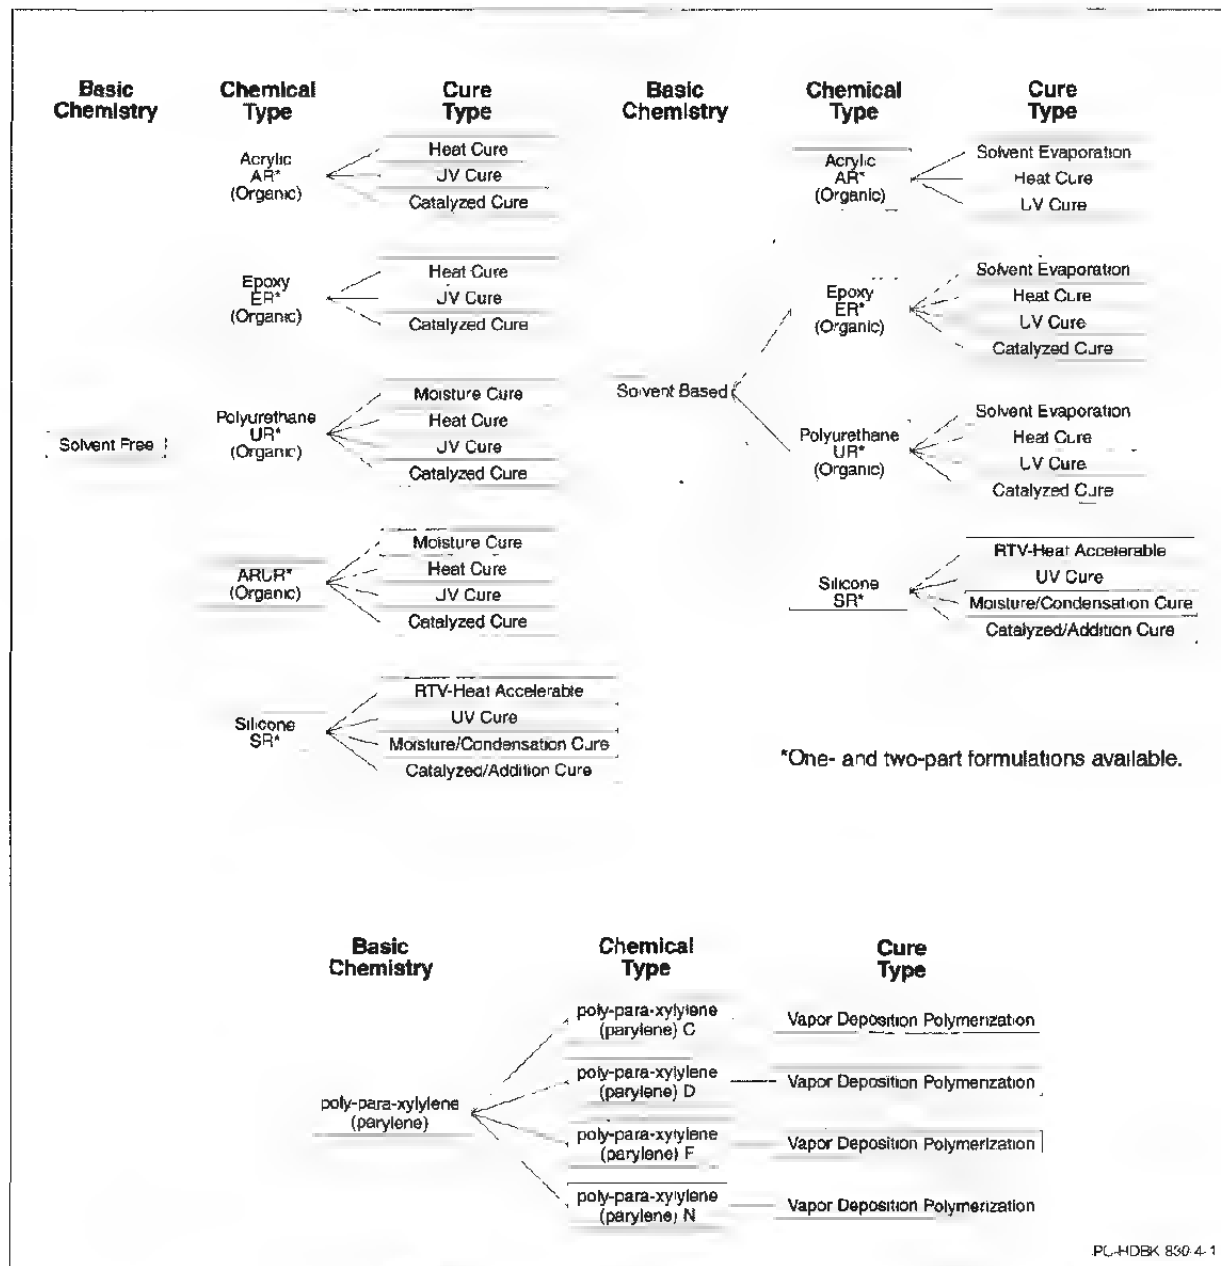 Basic
Chemistry
Chemical
Type
Cure
Type
Acrylic
AR*
(Organic)
Heat Cure
UV Cure
Catalyzed Cure
Epoxy
ER*
(Organic)
Heat Cure
UV Cure
Catalyzed Cure
Solvent Free
Polyurethane
UR*
(Organic)
Moisture Cure
Heat Cure
UV Cure
Catalyzed Cure
ARUR*
(Organic)
Moisture Cure
Heat Cure
UV Cure
Catalyzed Cure
Silicone
SR*
RTV-Heat Accelerable
UV Cure
Moisture/Condensation Cure
Catalyzed/Addition Cure
Basic
Chemistry
Chemical
Type
Cure
Type
Acrylic
AR*
(Organic)
Solvent Evaporation
Heat Cure
UV Cure
Epoxy
ER*
(Organic)
Solvent Evaporation
Heat Cure
UV Cure
Catalyzed Cure
Solvent Based
Polyurethane
UR*
(Organic)
Solvent Evaporation
Heat Cure
UV Cure
Catalyzed Cure
Silicone
SR*
RTV-Heat Accelerable
UV Cure
Moisture/Condensation Cure
Catalyzed/Addition Cure
*One- and two-part formulations available.
Basic
Chemistry
Chemical
Type
Cure
Type
poly-para-xylylene
(parylene)
poly-para-xylylene
(parylene) C
Vapor Deposition Polymerization
poly-para-xylylene
(parylene) D
Vapor Deposition Polymerization
poly-para-xylylene
(parylene) F
Vapor Deposition Polymerization
poly-para-xylylene
(parylene) N
Vapor Deposition Polymerization